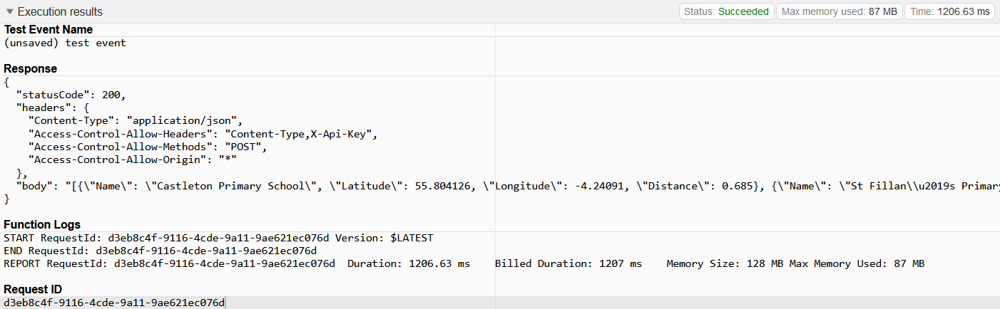 Execution results Status: Succeeded Max memory used: 87 MB Time: 1206.63 ms
Test Event Name
(unsaved) test event
Response
{
  "statusCode": 200,
  "headers": {
    "Content-Type": "application/json",
    "Access-Control-Allow-Headers": "Content-Type,X-Api-Key",
    "Access-Control-Allow-Methods": "POST",
    "Access-Control-Allow-Origin": "*"
  },
  "body": "[{\"Name\": \"Castleton Primary School\", \"Latitude\": 55.804126, \"Longitude\": -4.24091, \"Distance\": 0.685}, {\"Name\": \"St Fillan\\u2019s Primary
}
Function Logs
START RequestId: d3eb8c4f-9116-4cde-9a11-9ae621ec076d Version: $LATEST
END RequestId: d3eb8c4f-9116-4cde-9a11-9ae621ec076d
REPORT RequestId: d3eb8c4f-9116-4cde-9a11-9ae621ec076d  Duration: 1206.63 ms    Billed Duration: 1207 ms    Memory Size: 128 MB Max Memory Used: 87 MB
Request ID
d3eb8c4f-9116-4cde-9a11-9ae621ec076d